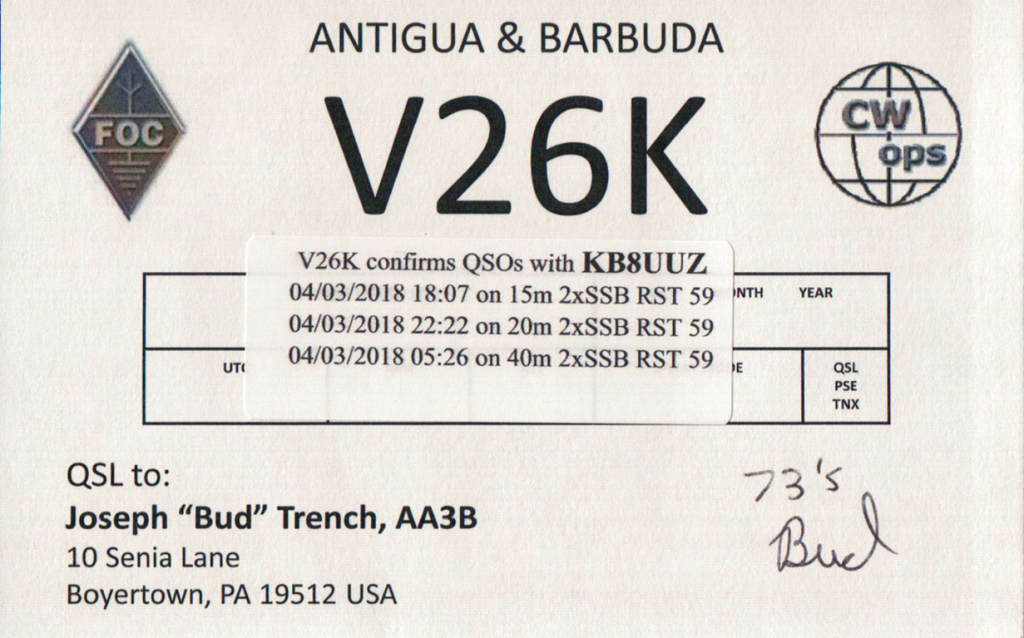 ANTIGUA & BARBUDA
FOC
V26K
CW
ops
V26K confirms QSOs with KB8UUZ
04/03/2018 18:07 on 15m 2xSSB RST 59
04/03/2018 22:22 on 20m 2xSSB RST 59
04/03/2018 05:26 on 40m 2xSSB RST 59
YEAR
QSL
PSE
TNX
QSL to:
Joseph “Bud” Trench, AA3B
10 Senia Lane
Boyertown, PA 19512 USA
73's
Bud